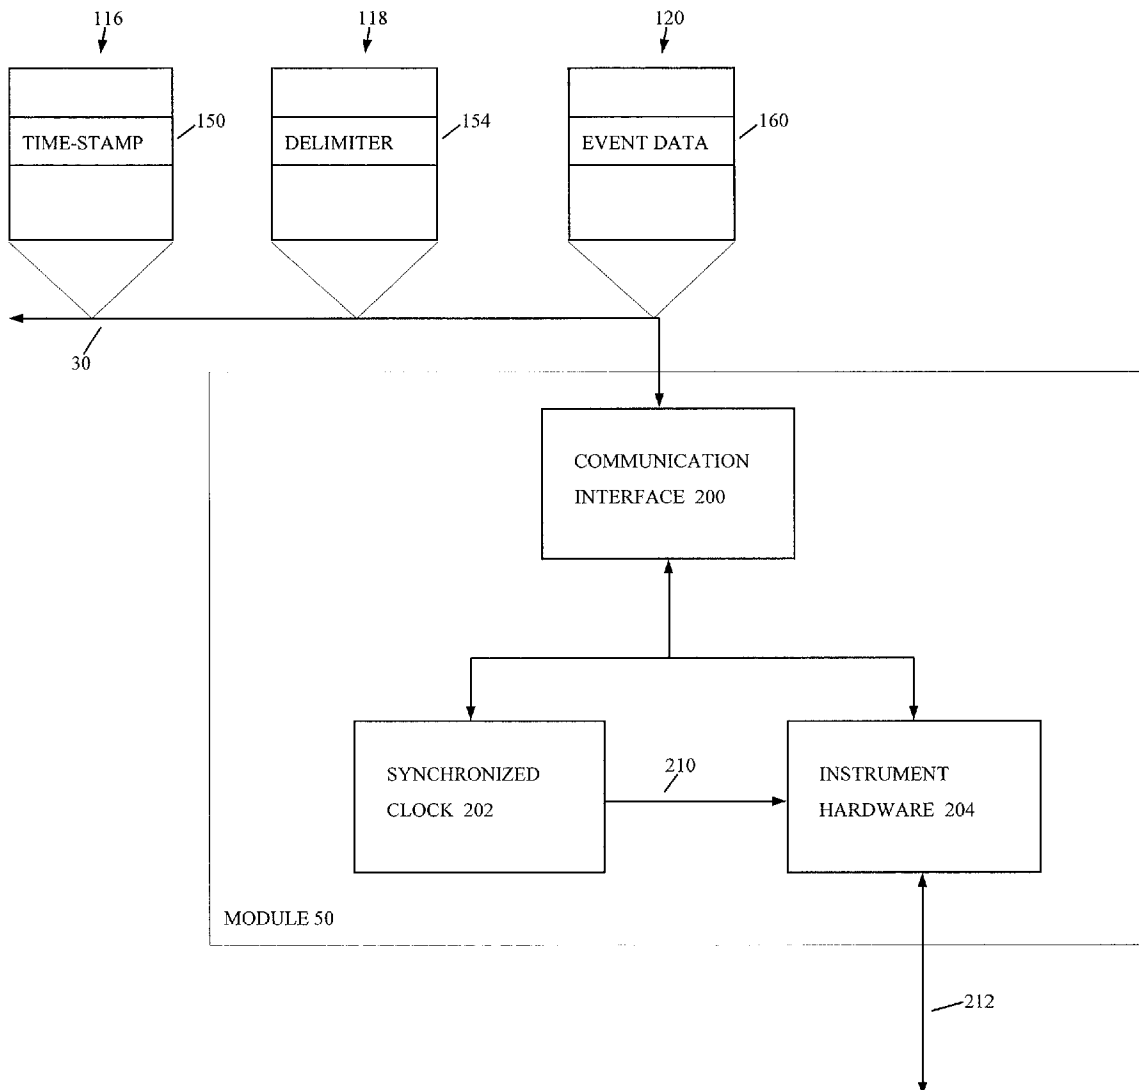 116 118 120
TIME-STAMP 150 DELIMITER 154 EVENT DATA 160
30
COMMUNICATION
INTERFACE 200
SYNCHRONIZED
CLOCK 202
210
INSTRUMENT
HARDWARE 204
MODULE 50
212